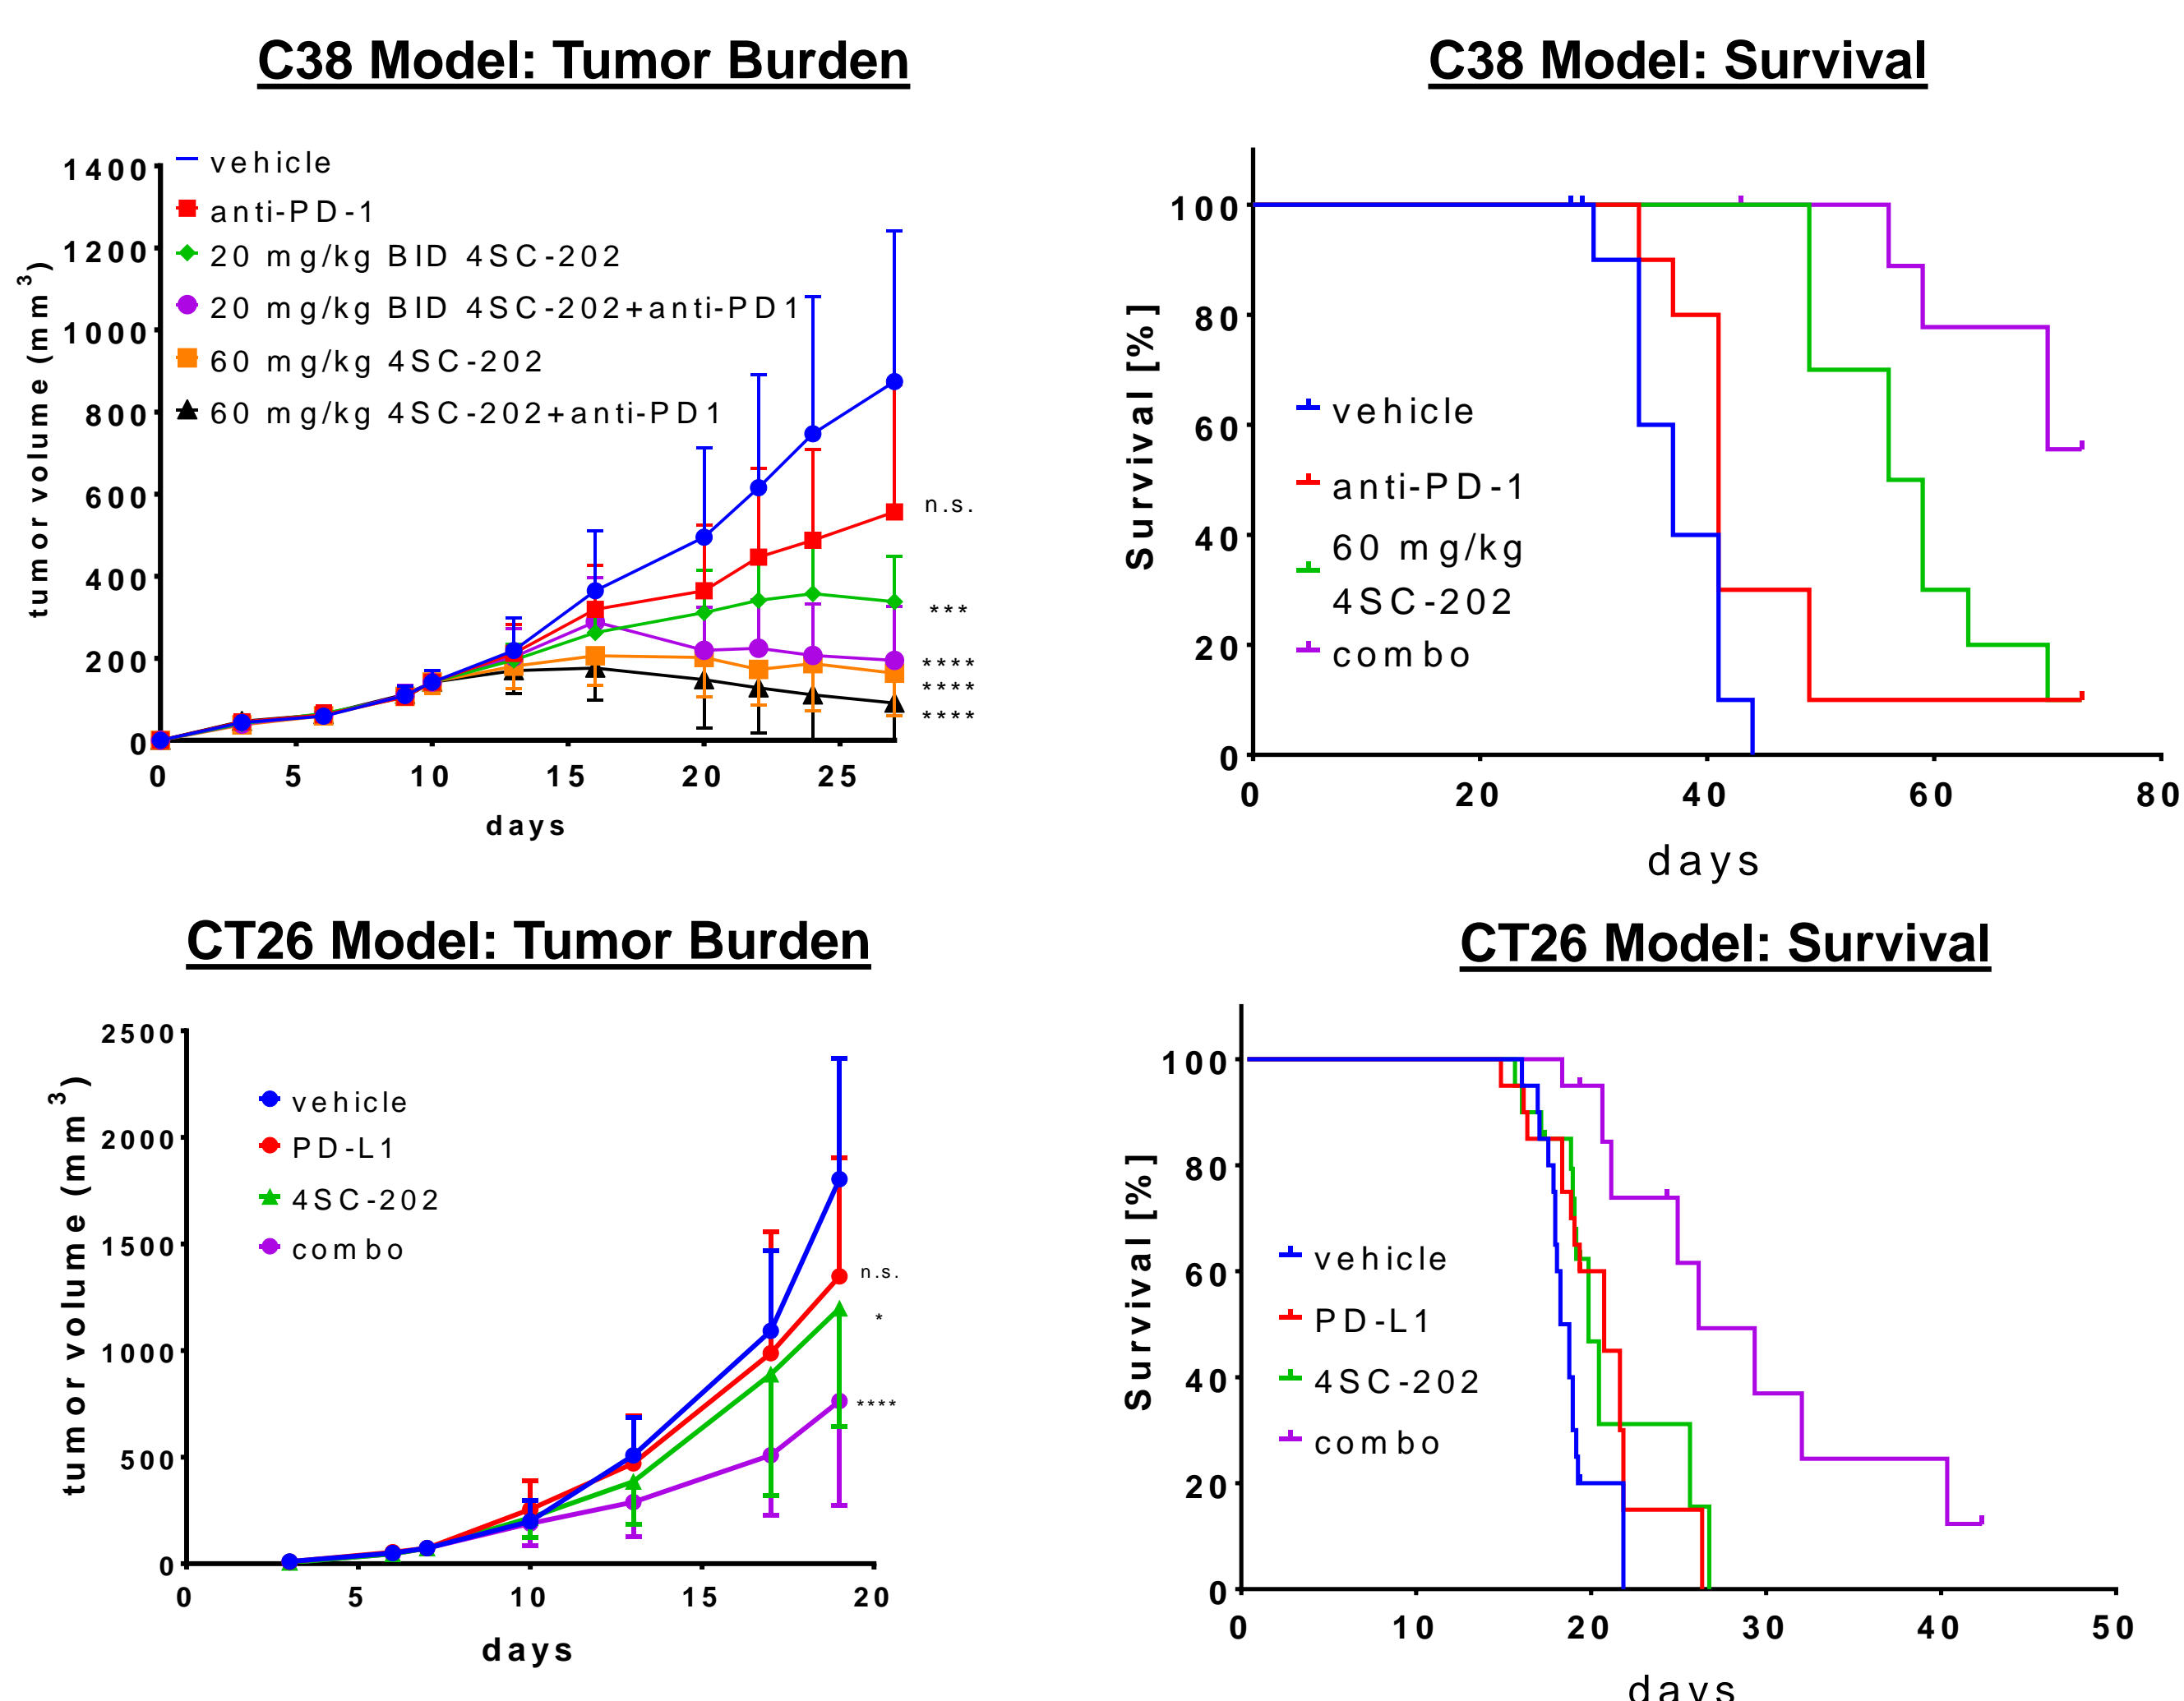 C38 Model: Tumor Burden
1400
1200
1000
800
600
400
200
0
tumor volume (mm3)
vehicle
anti-PD-1
20 mg/kg BID 4SC-202
20 mg/kg BID 4SC-202+anti-PD1
60 mg/kg 4SC-202
60 mg/kg 4SC-202+anti-PD1
n.s.
***
****
****
****
0 5 10 15 20 25
days
C38 Model: Survival
100
80
60
40
20
0
Survival [%]
vehicle
anti-PD-1
60 mg/kg
4SC-202
combo
0 20 40 60 80
days
CT26 Model: Tumor Burden
2500
2000
1500
1000
500
0
tumor volume (mm3)
vehicle
PD-L1
4SC-202
combo
n.s.
*
****
0 5 10 15 20
days
CT26 Model: Survival
100
80
60
40
20
0
Survival [%]
vehicle
PD-L1
4SC-202
combo
0 10 20 30 40 50
days